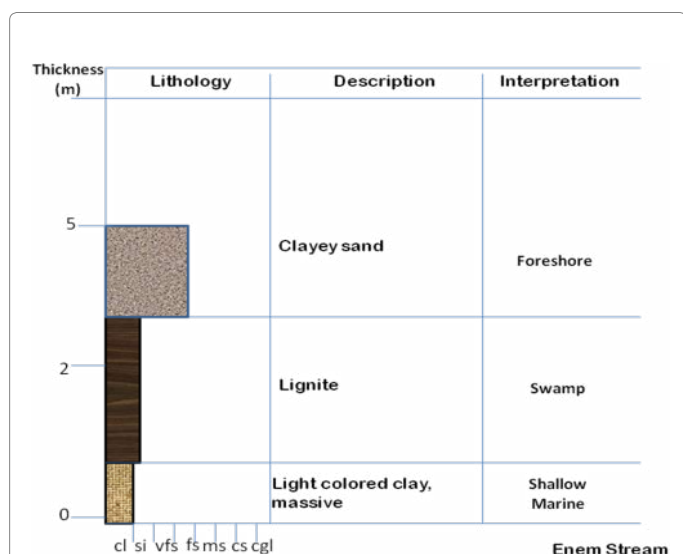 Thickness
(m)
Lithology
Description
Interpretation
5
Clayey sand
Foreshore
2
Lignite
Swamp
Light colored clay,
massive
Shallow
Marine
0
cl si vfs fs ms cs cgl
Enem Stream